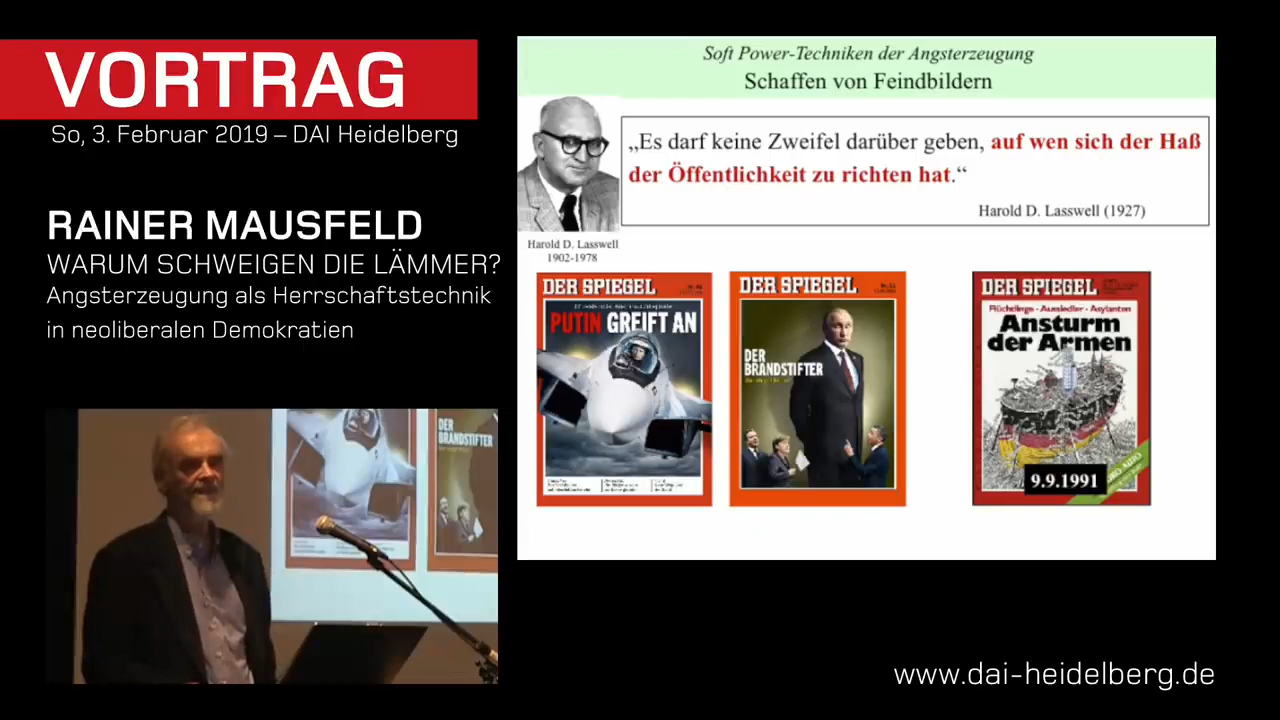 VORTRAG
So, 3. Februar 2019 – DAI Heidelberg
RAINER MAUSFELD
WARUM SCHWEIGEN DIE LÄMMER?
Angsterzeugung als Herrschaftstechnik
in neoliberalen Demokratien
Soft Power-Techniken der Angsterzeugung
Schaffen von Feindbildern
„Es darf keine Zweifel darüber geben, auf wen sich der Haß
der Öffentlichkeit zu richten hat.“
Harold D. Lasswell (1927)
Harold D. Lasswell
1902-1978
DER SPIEGEL
PUTIN GREIFT AN
DER SPIEGEL
DER
BRANDSTIFTER
DER SPIEGEL
Flüchtlinge · Aussiedler · Asylanten
Ansturm
der Armen
9.9.1991
DER
BRANDSTIFTER
www.dai-heidelberg.de